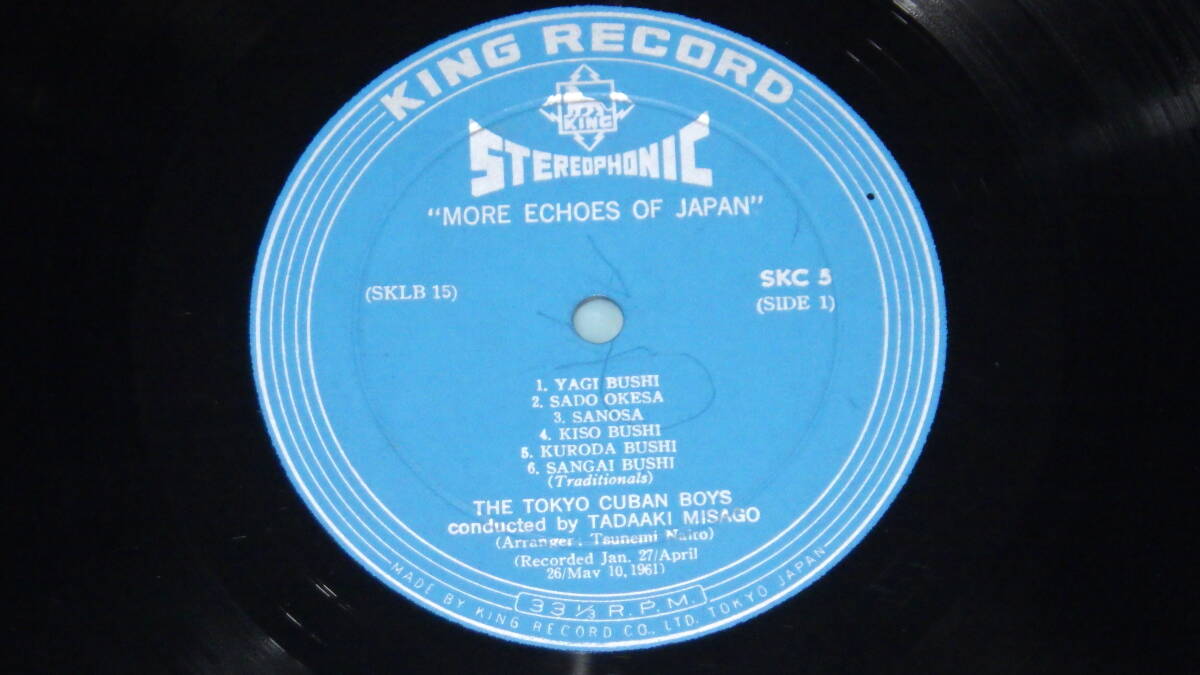 KING RECORD
KING
STEREOPHONIC
"MORE ECHOES OF JAPAN"
(SKLB 15)
SKC 5
(SIDE 1)
1. YAGI BUSHI
2. SADO OKESA
3. SANOSA
4. KISO BUSHI
5. KURODA BUSHI
6. SANGAI BUSHI
(Traditionals)
THE TOKYO CUBAN BOYS
conducted by TADAAKI MISAGO
(Arranger: Tsunemi Naito)
(Recorded Jan. 27/April
26/May 10, 1961)
33 1/3 R.P.M.
MADE BY KING RECORD CO., LTD. TOKYO JAPAN